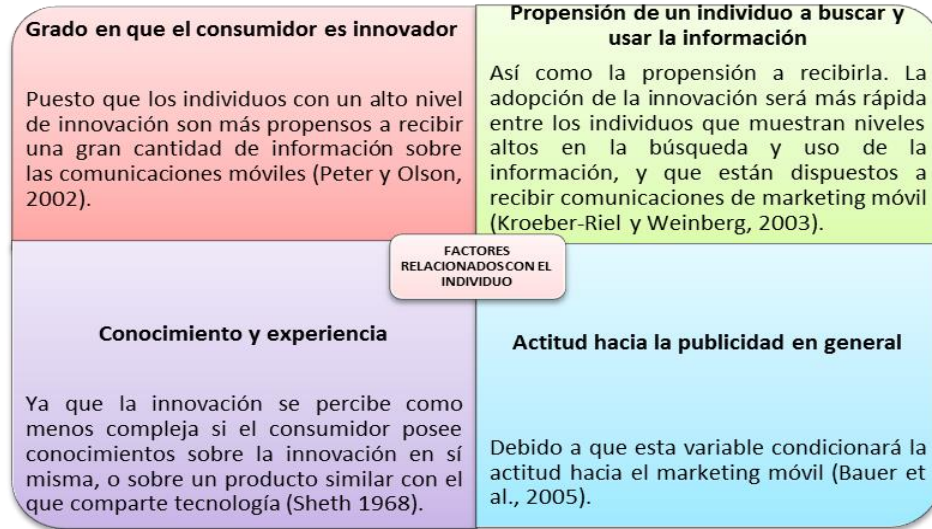 Grado en que el consumidor es innovador
Puesto que los individuos con un alto nivel
de innovación son más propensos a recibir
una gran cantidad de información sobre
las comunicaciones móviles (Peter y Olson,
2002).
Propensión de un individuo a buscar y
usar la información
Así como la propensión a recibirla. La
adopción de la innovación será más rápida
entre los individuos que muestran niveles
altos en la búsqueda y uso de la
información, y que están dispuestos a
recibir comunicaciones de marketing móvil
(Kroeber-Riel y Weinberg, 2003).
FACTORES
RELACIONADOS CON EL
INDIVIDUO
Conocimiento y experiencia
Ya que la innovación se percibe como
menos compleja si el consumidor posee
conocimientos sobre la innovación en sí
misma, o sobre un producto similar con el
que comparte tecnología (Sheth 1968).
Actitud hacia la publicidad en general
Debido a que esta variable condicionará la
actitud hacia el marketing móvil (Bauer et
al., 2005).